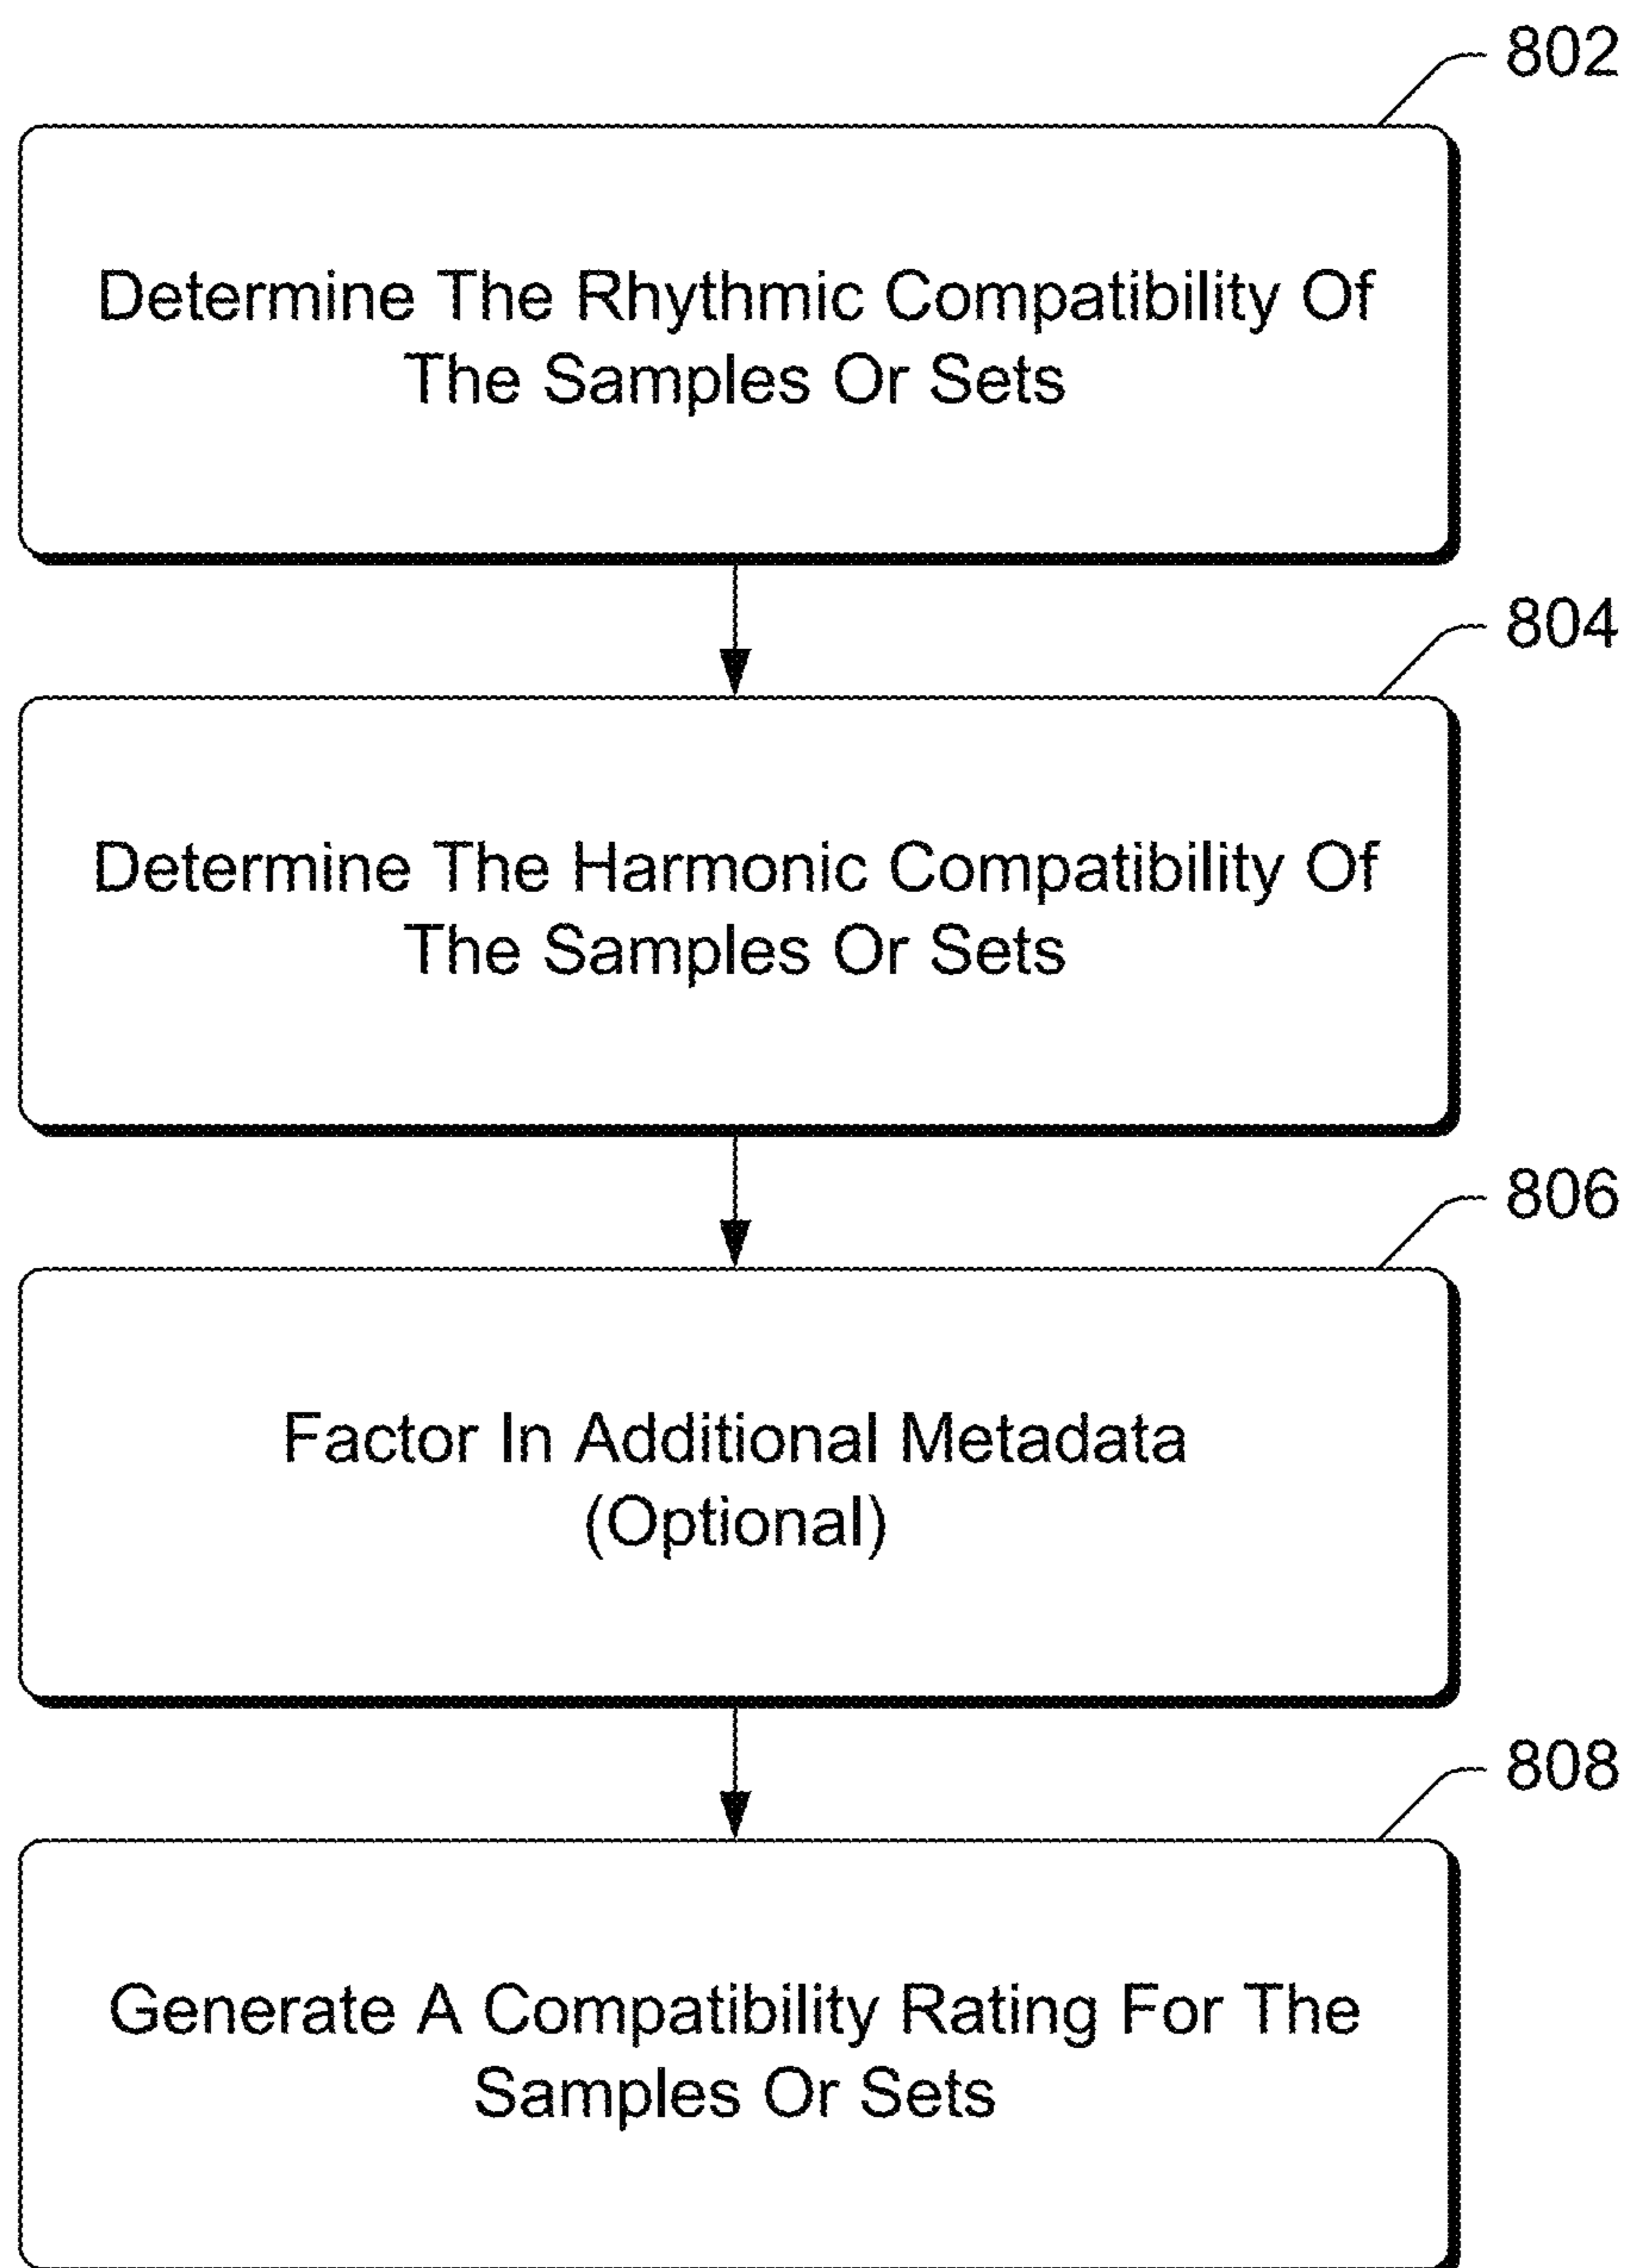 802
Determine The Rhythmic Compatibility Of
The Samples Or Sets
804
Determine The Harmonic Compatibility Of
The Samples Or Sets
806
Factor In Additional Metadata
(Optional)
808
Generate A Compatibility Rating For The
Samples Or Sets